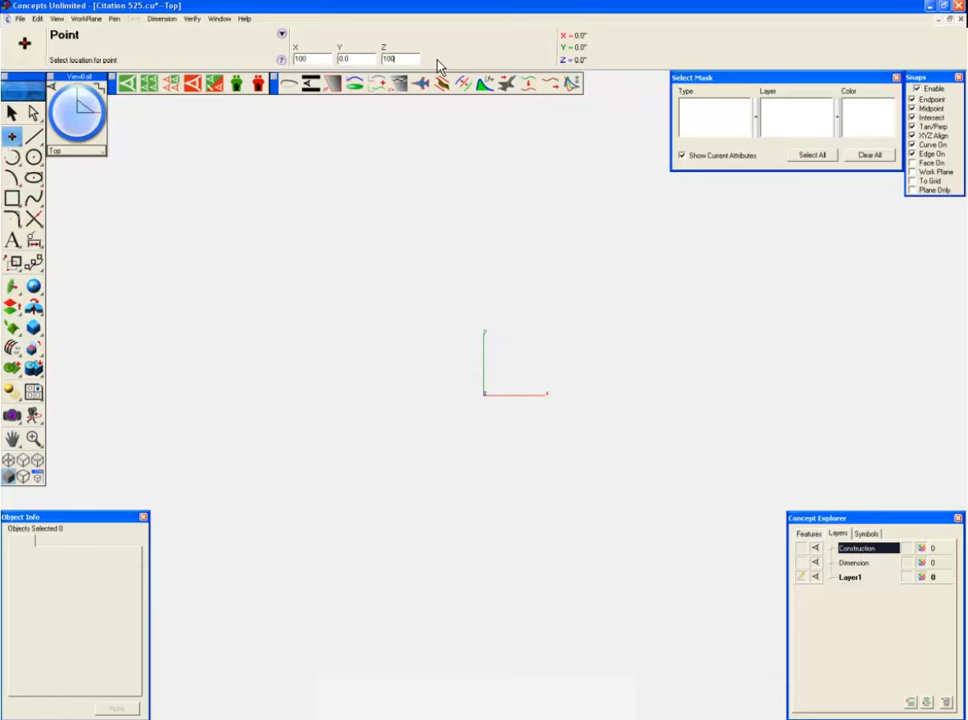 Concepts Unlimited - [Citation 525.cu*--Top]
File Edit View WorkPlane Pen Text Dimension Verify Window Help
Point
Select location for point
X Y Z
100 0.0 100
X = 0.0"
Y = 0.0"
Z = 0.0"
ViewBall
Top
Select Mask
Type Layer Color
Show Current Attributes Select All Clear All
Snaps
Enable
Endpoint
Midpoint
Intersect
Tan/Perp
XYZ Align
Curve On
Edge On
Face On
Work Plane
To Grid
Plane Only
A
y
z x
Object Info
Objects Selected 0
Apply
Concept Explorer
Features Layers Symbols
Construction 0
Dimension 0
Layer1 0